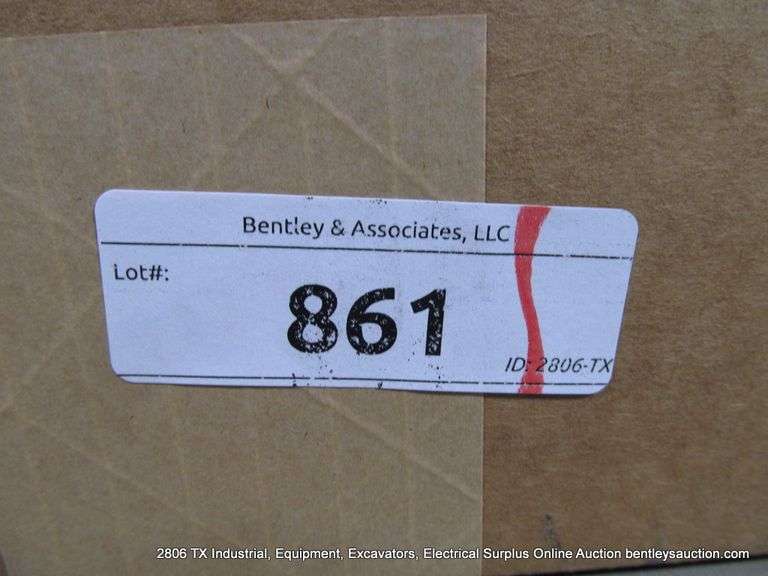 Bentley & Associates, LLC
Lot#:
861
ID: 2806-TX
2806 TX Industrial, Equipment, Excavators, Electrical Surplus Online Auction bentleysauction.com